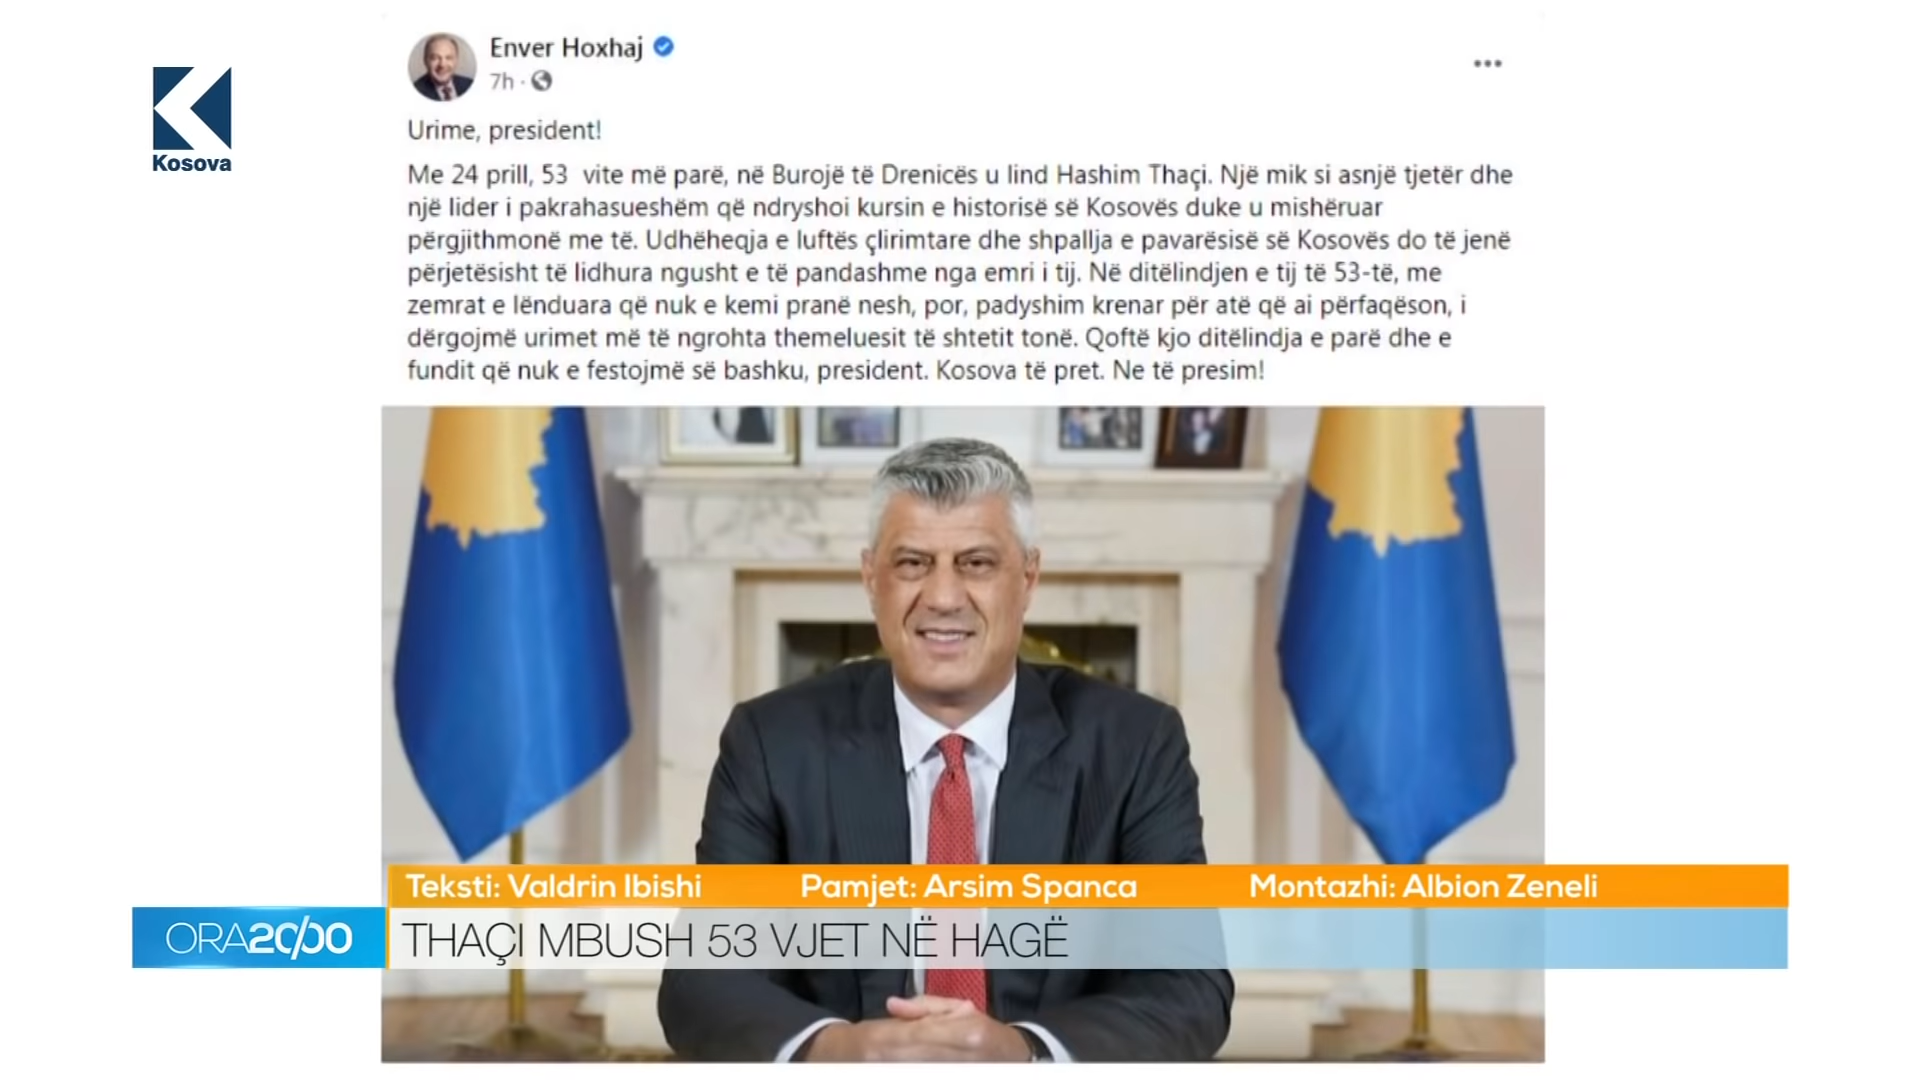 Enver Hoxhaj
7h ·
Kosova
Urime, president!
Me 24 prill, 53 vite më parë, në Burojë të Drenicës u lind Hashim Thaçi. Një mik si asnjë tjetër dhe
një lider i pakrahasueshëm që ndryshoi kursin e historisë së Kosovës duke u mishëruar
përgjithmonë me të. Udhëheqja e luftës çlirimtare dhe shpallja e pavarësisë së Kosovës do të jenë
përjetësisht të lidhura ngusht e të pandashme nga emri i tij. Në ditëlindjen e tij të 53-të, me
zemrat e lënduara që nuk e kemi pranë nesh, por, padyshim krenar për atë që ai përfaqëson, i
dërgojmë urimet më të ngrohta themeluesit të shtetit tonë. Qoftë kjo ditëlindja e parë dhe e
fundit që nuk e festojmë së bashku, president. Kosova të pret. Ne të presim!
Teksti: Valdrin Ibishi Pamjet: Arsim Spanca Montazhi: Albion Zeneli
ORA20/00
THAÇI MBUSH 53 VJET NË HAGË